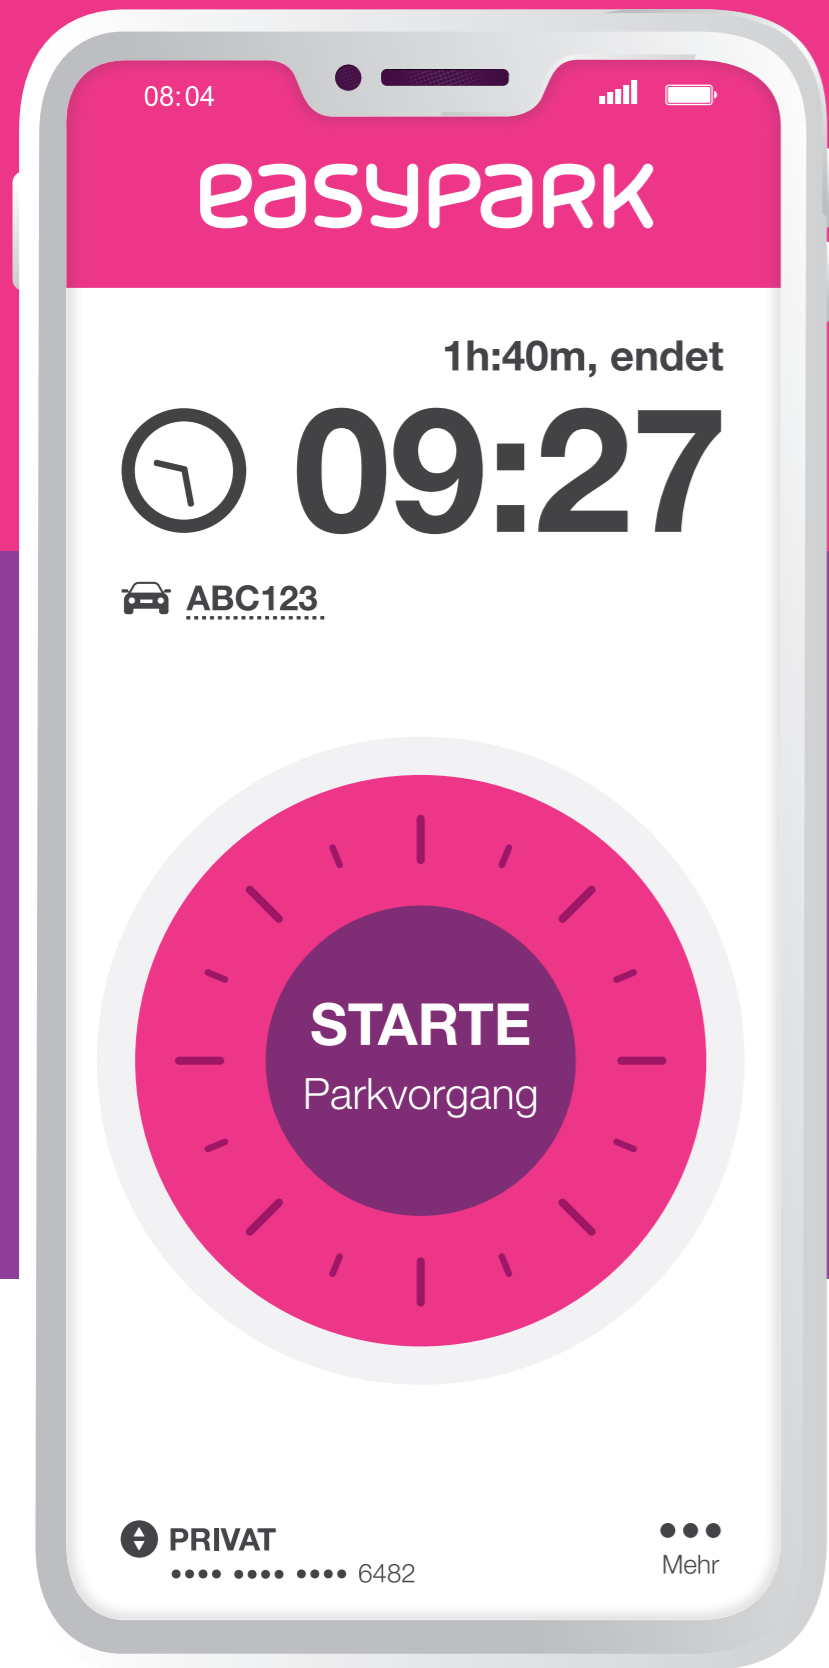 08:04
easypark
1h:40m, endet
09:27
ABC123
STARTE
Parkvorgang
PRIVAT
•••• •••• •••• 6482
Mehr